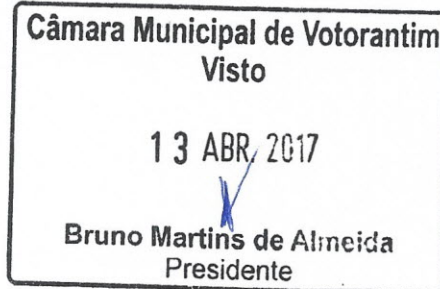 Câmara Municipal de Votorantim
Visto
13 ABR. 2017
Bruno Martins de Almeida
Presidente